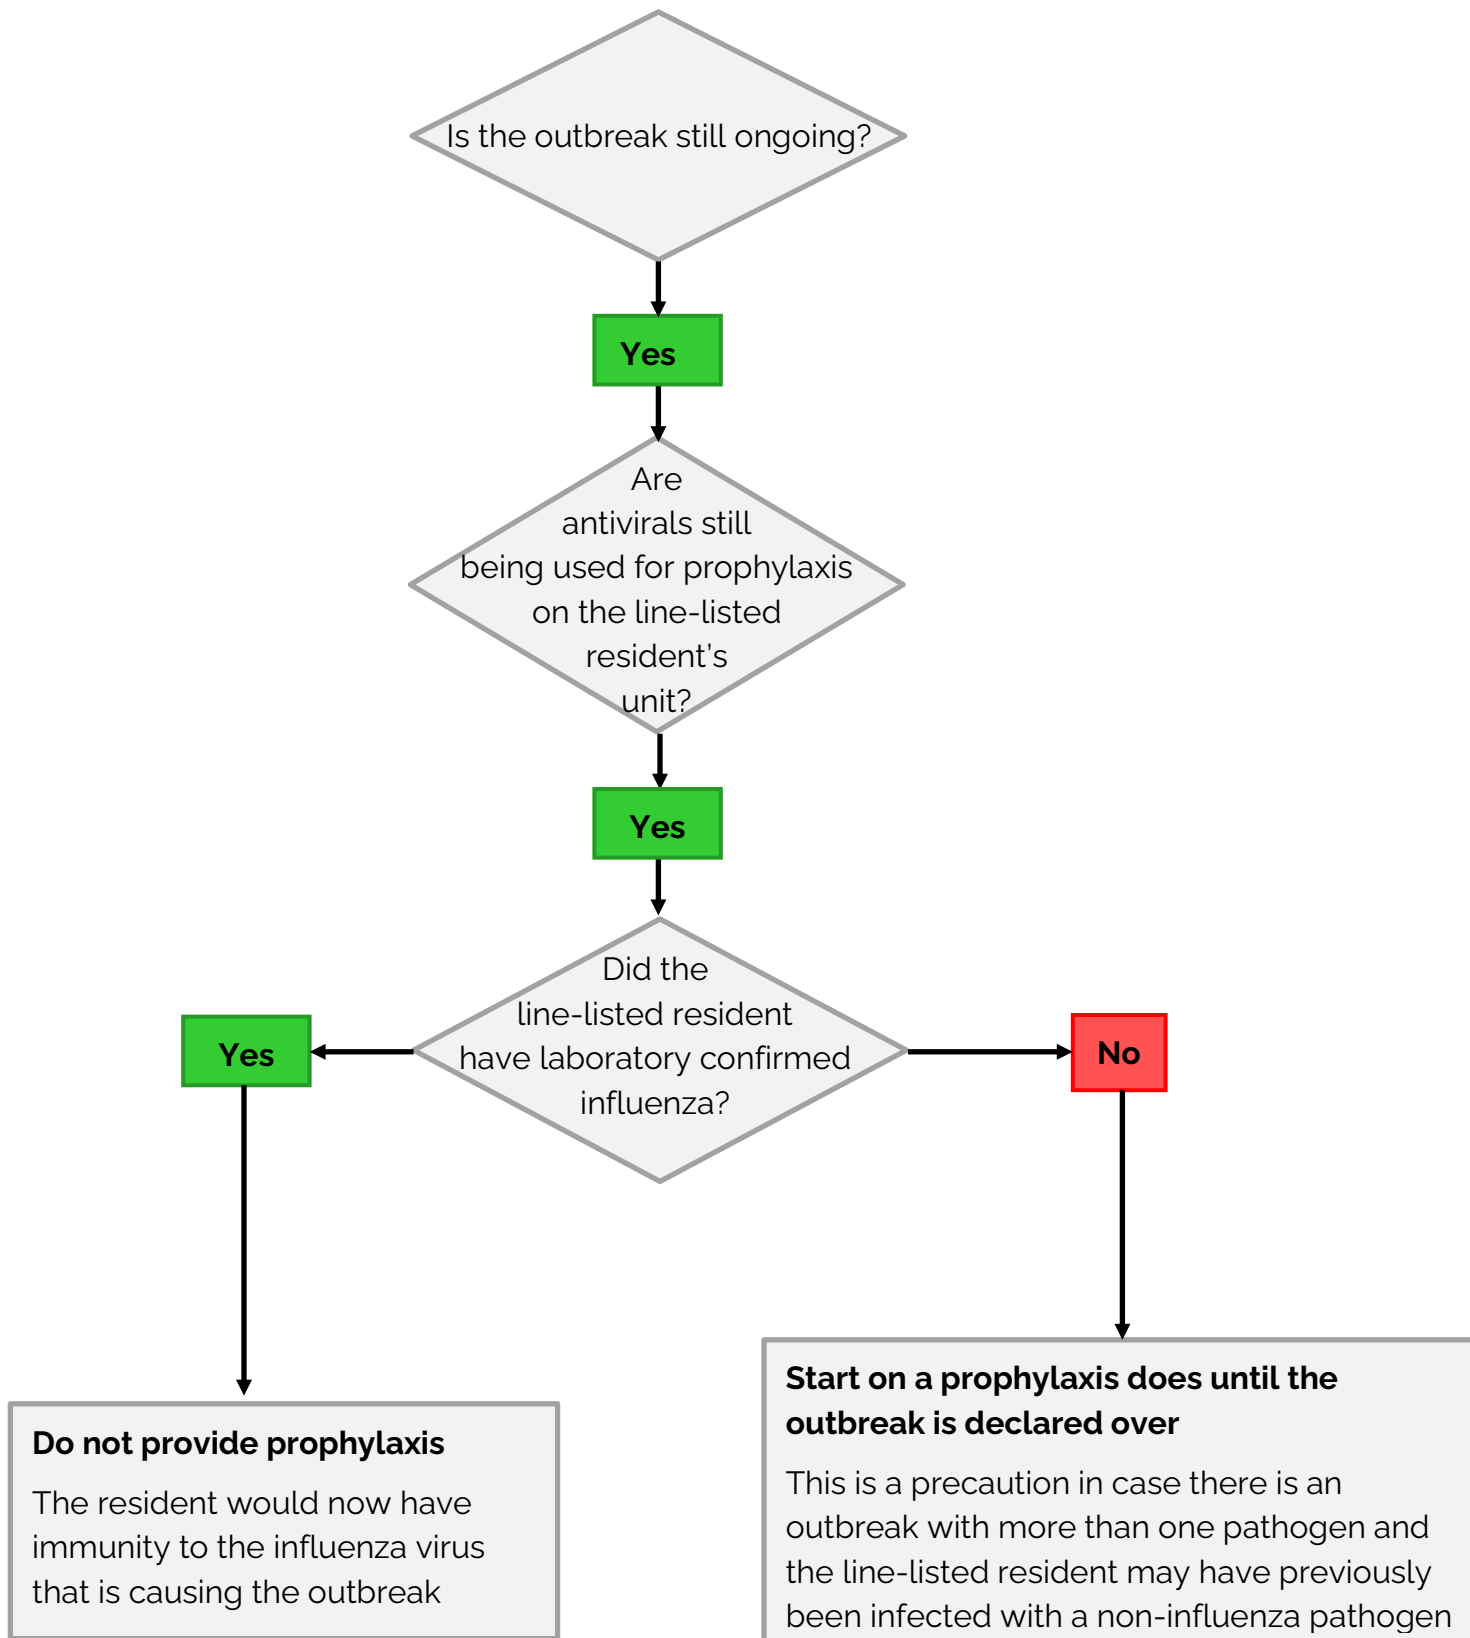 Is the outbreak still ongoing?
Yes
Are
antivirals still
being used for prophylaxis
on the line-listed
resident's
unit?
Yes
Did the
line-listed resident
have laboratory confirmed
influenza?
Yes
No
Do not provide prophylaxis
The resident would now have
immunity to the influenza virus
that is causing the outbreak
Start on a prophylaxis does until the
outbreak is declared over
This is a precaution in case there is an
outbreak with more than one pathogen and
the line-listed resident may have previously
been infected with a non-influenza pathogen